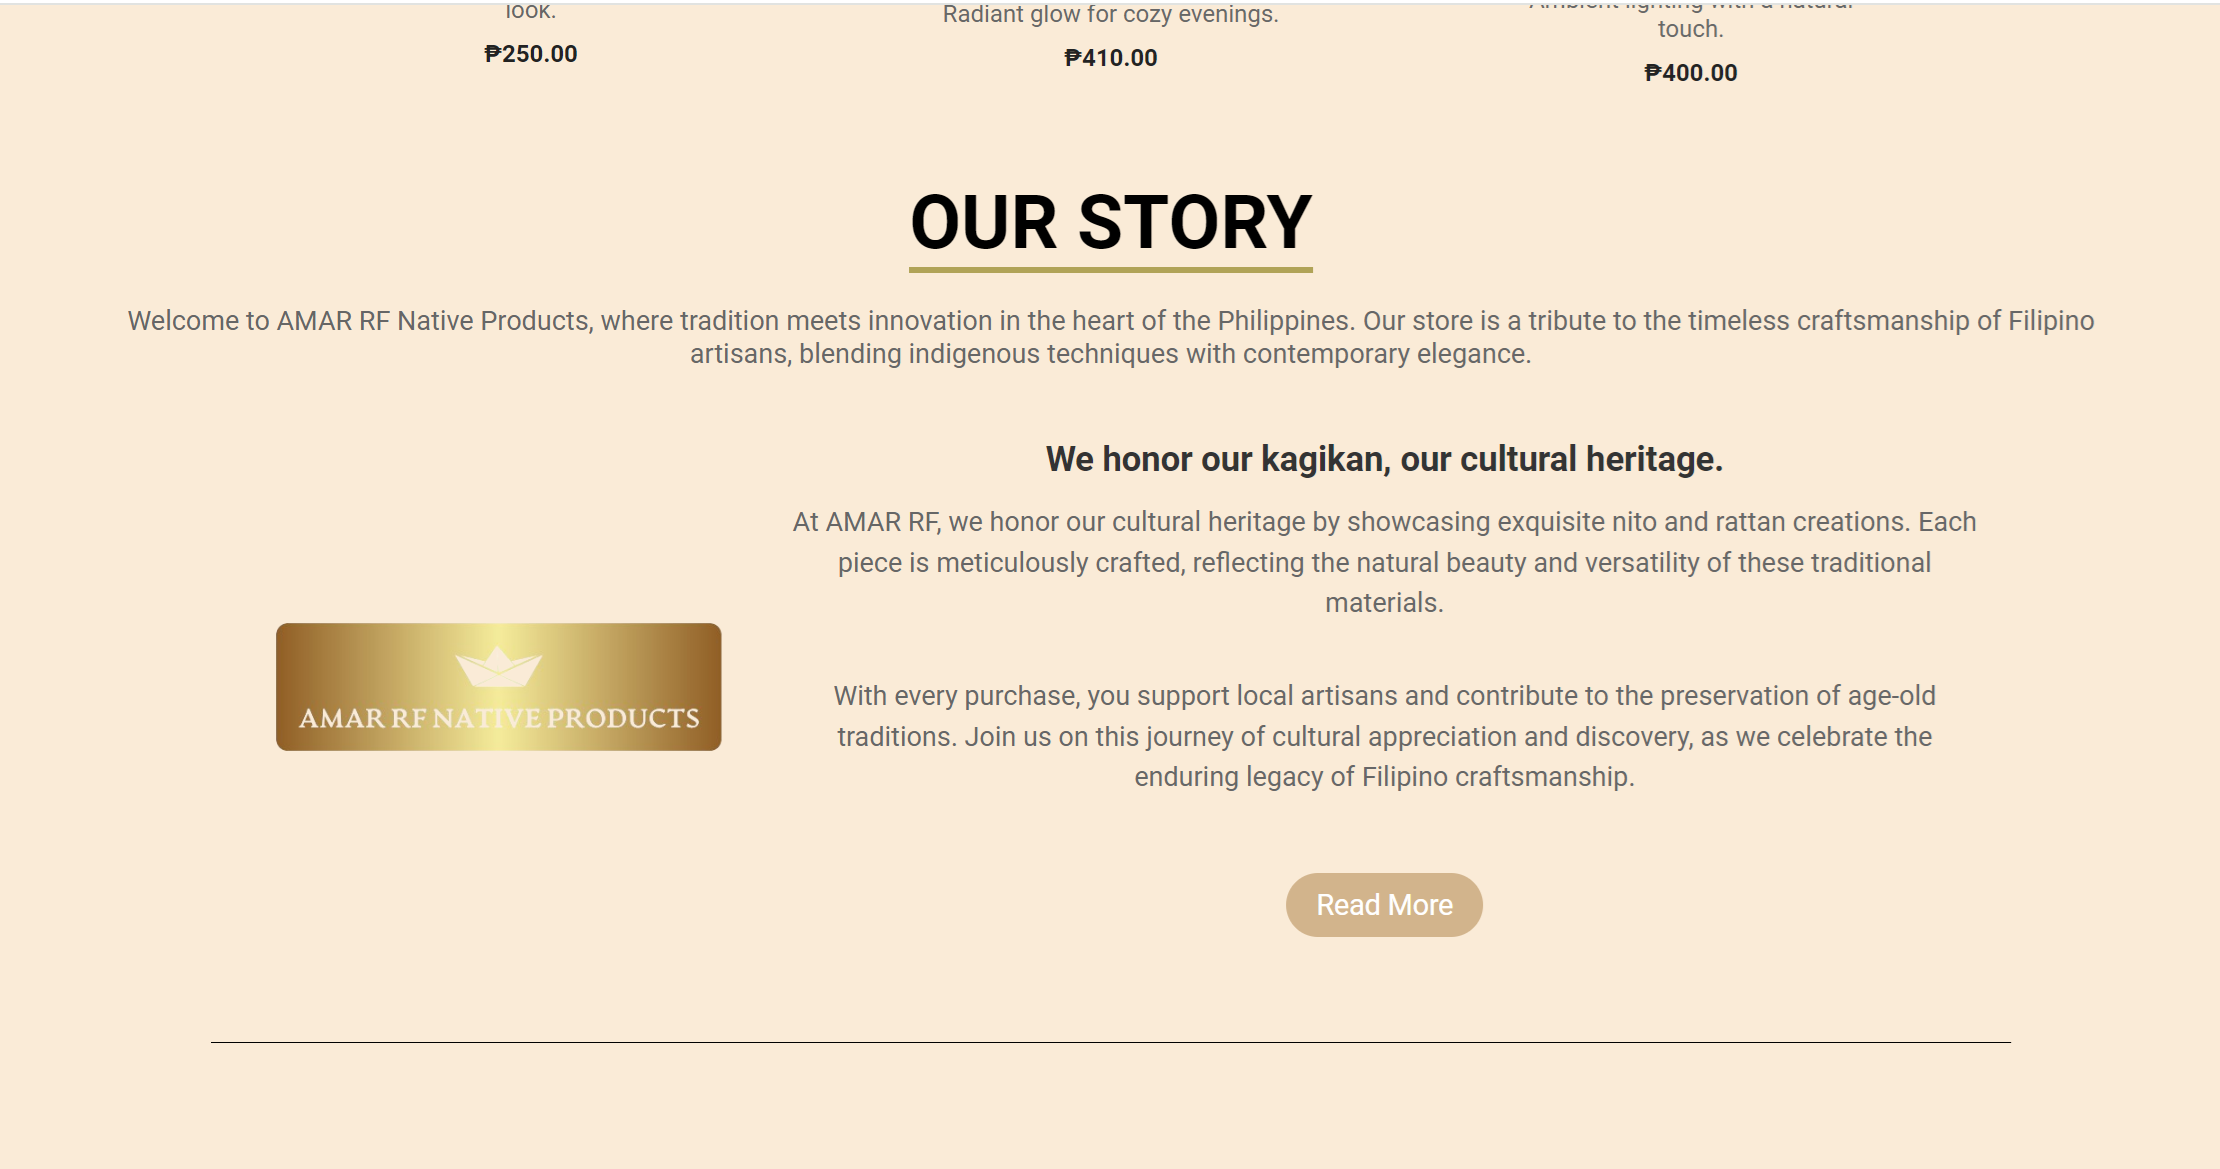 look.
Radiant glow for cozy evenings.
Ambient lighting with a natural
touch.
₱250.00
₱410.00
₱400.00
OUR STORY
Welcome to AMAR RF Native Products, where tradition meets innovation in the heart of the Philippines. Our store is a tribute to the timeless craftsmanship of Filipino
artisans, blending indigenous techniques with contemporary elegance.
We honor our kagikan, our cultural heritage.
At AMAR RF, we honor our cultural heritage by showcasing exquisite nito and rattan creations. Each
piece is meticulously crafted, reflecting the natural beauty and versatility of these traditional
materials.
AMAR RF NATIVE PRODUCTS
With every purchase, you support local artisans and contribute to the preservation of age-old
traditions. Join us on this journey of cultural appreciation and discovery, as we celebrate the
enduring legacy of Filipino craftsmanship.
Read More